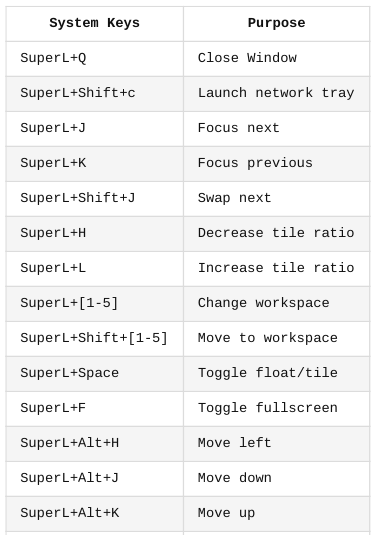 System Keys Purpose
SuperL+Q Close Window
SuperL+Shift+c Launch network tray
SuperL+J Focus next
SuperL+K Focus previous
SuperL+Shift+J Swap next
SuperL+H Decrease tile ratio
SuperL+L Increase tile ratio
SuperL+[1-5] Change workspace
SuperL+Shift+[1-5] Move to workspace
SuperL+Space Toggle float/tile
SuperL+F Toggle fullscreen
SuperL+Alt+H Move left
SuperL+Alt+J Move down
SuperL+Alt+K Move up